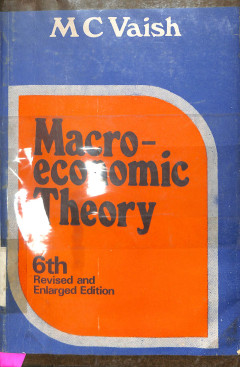 M C Vaish
Macro-
economic
Theory
6th
Revised and
Enlarged Edition